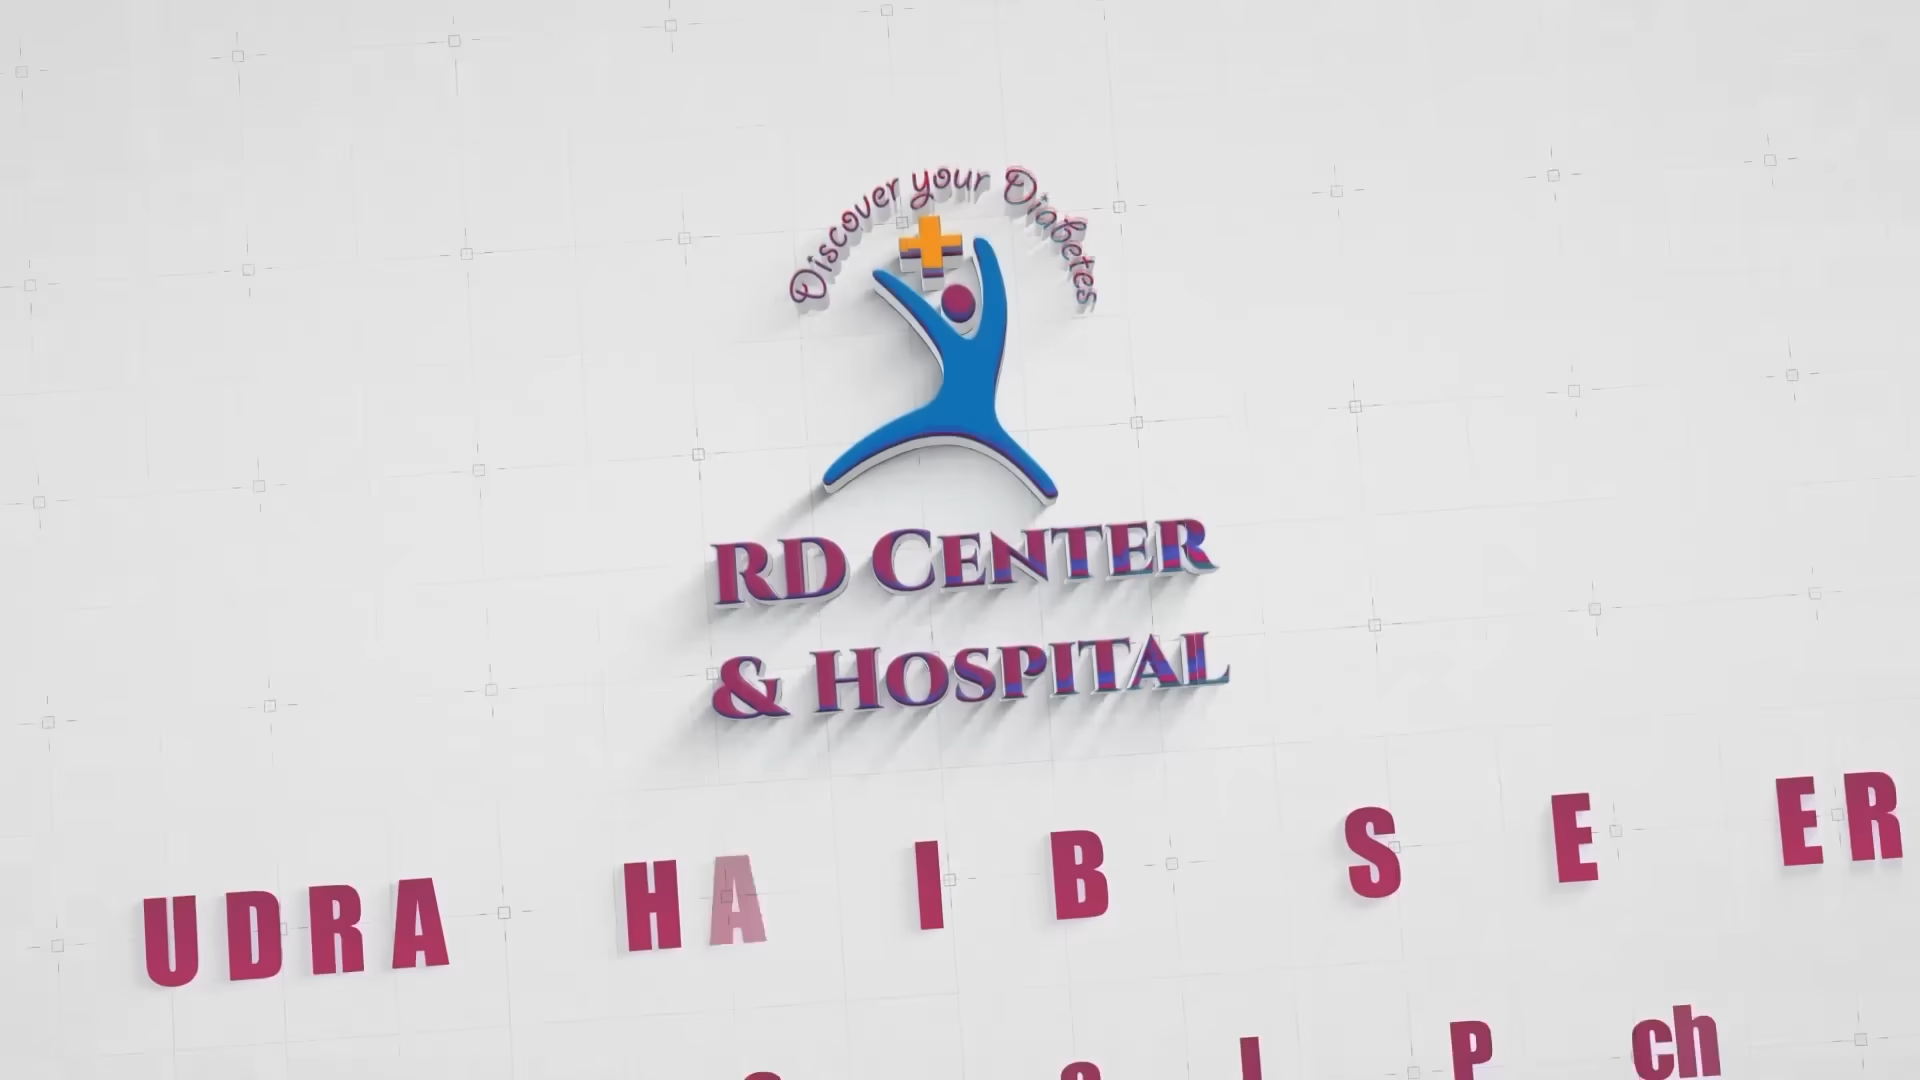 Discover your Diabetes
RD CENTER
& HOSPITAL
UDRA HA I B S E ER
P ch